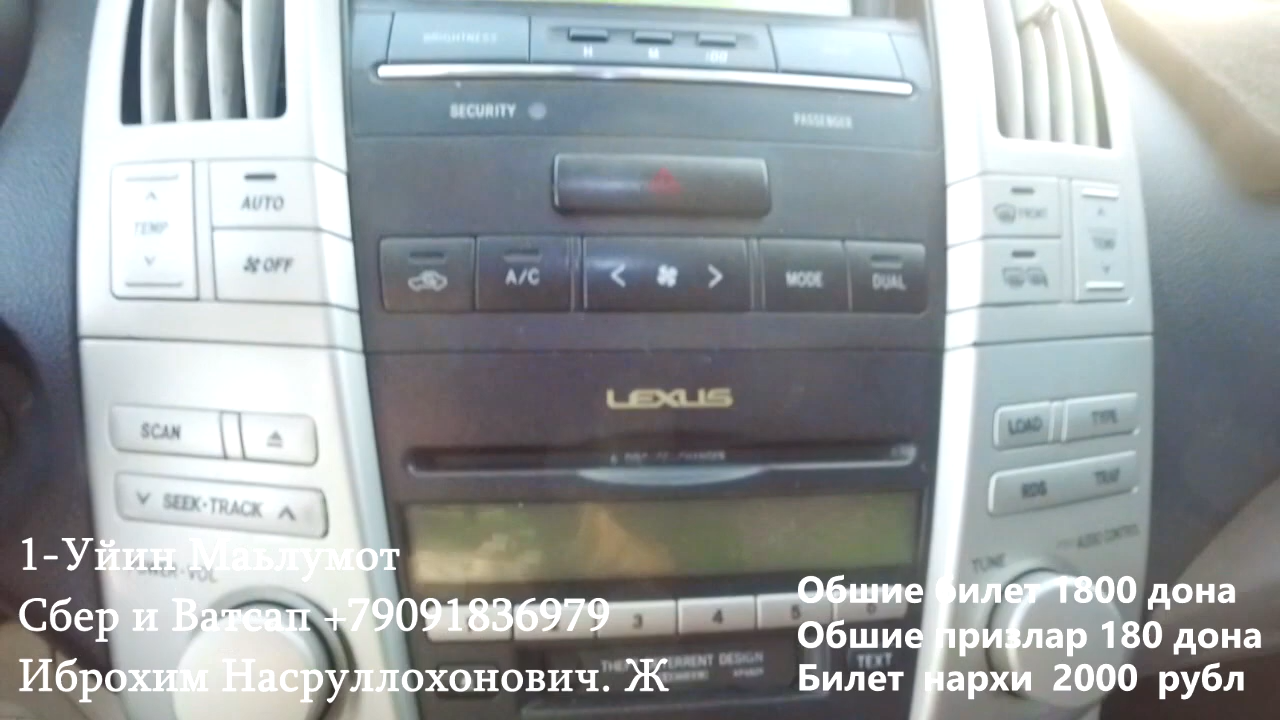 BRIGHTNESS H M :00
SECURITY PASSENGER
TEMP AUTO FRONT TEMP
OFF A/C MODE DUAL
LEXUS
SCAN LOAD TYPE
SEEK·TRACK RDS TRAF
AUDIO CONTROL
TUNE
1-Уйин Маьлумот
Сбер и Ватсап +79091836979
Иброхим Насруллохонович. Ж
3 4 5 6
TEXT
Обшие билет 1800 дона
Обшие призлар 180 дона
Билет нархи 2000 рубл